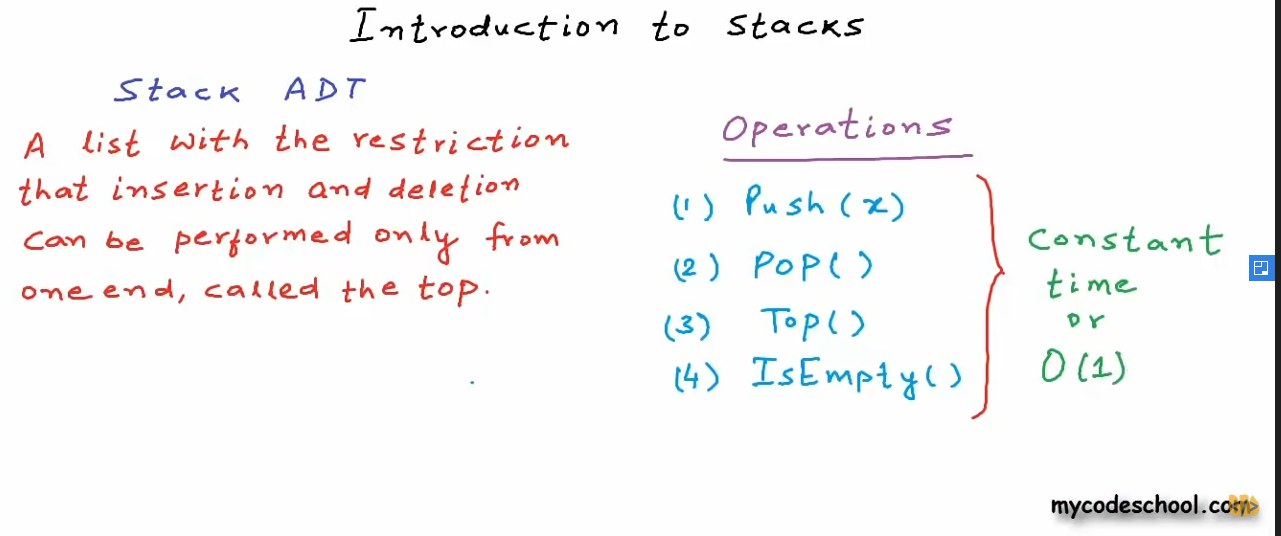 Introduction to stacks
Stack ADT
A list with the restriction
that insertion and deletion
can be performed only from
one end, called the top.
Operations
(1) Push(x)
(2) Pop()
(3) Top()
(4) IsEmpty()
Constant
time
or
O(1)
mycodeschool.com